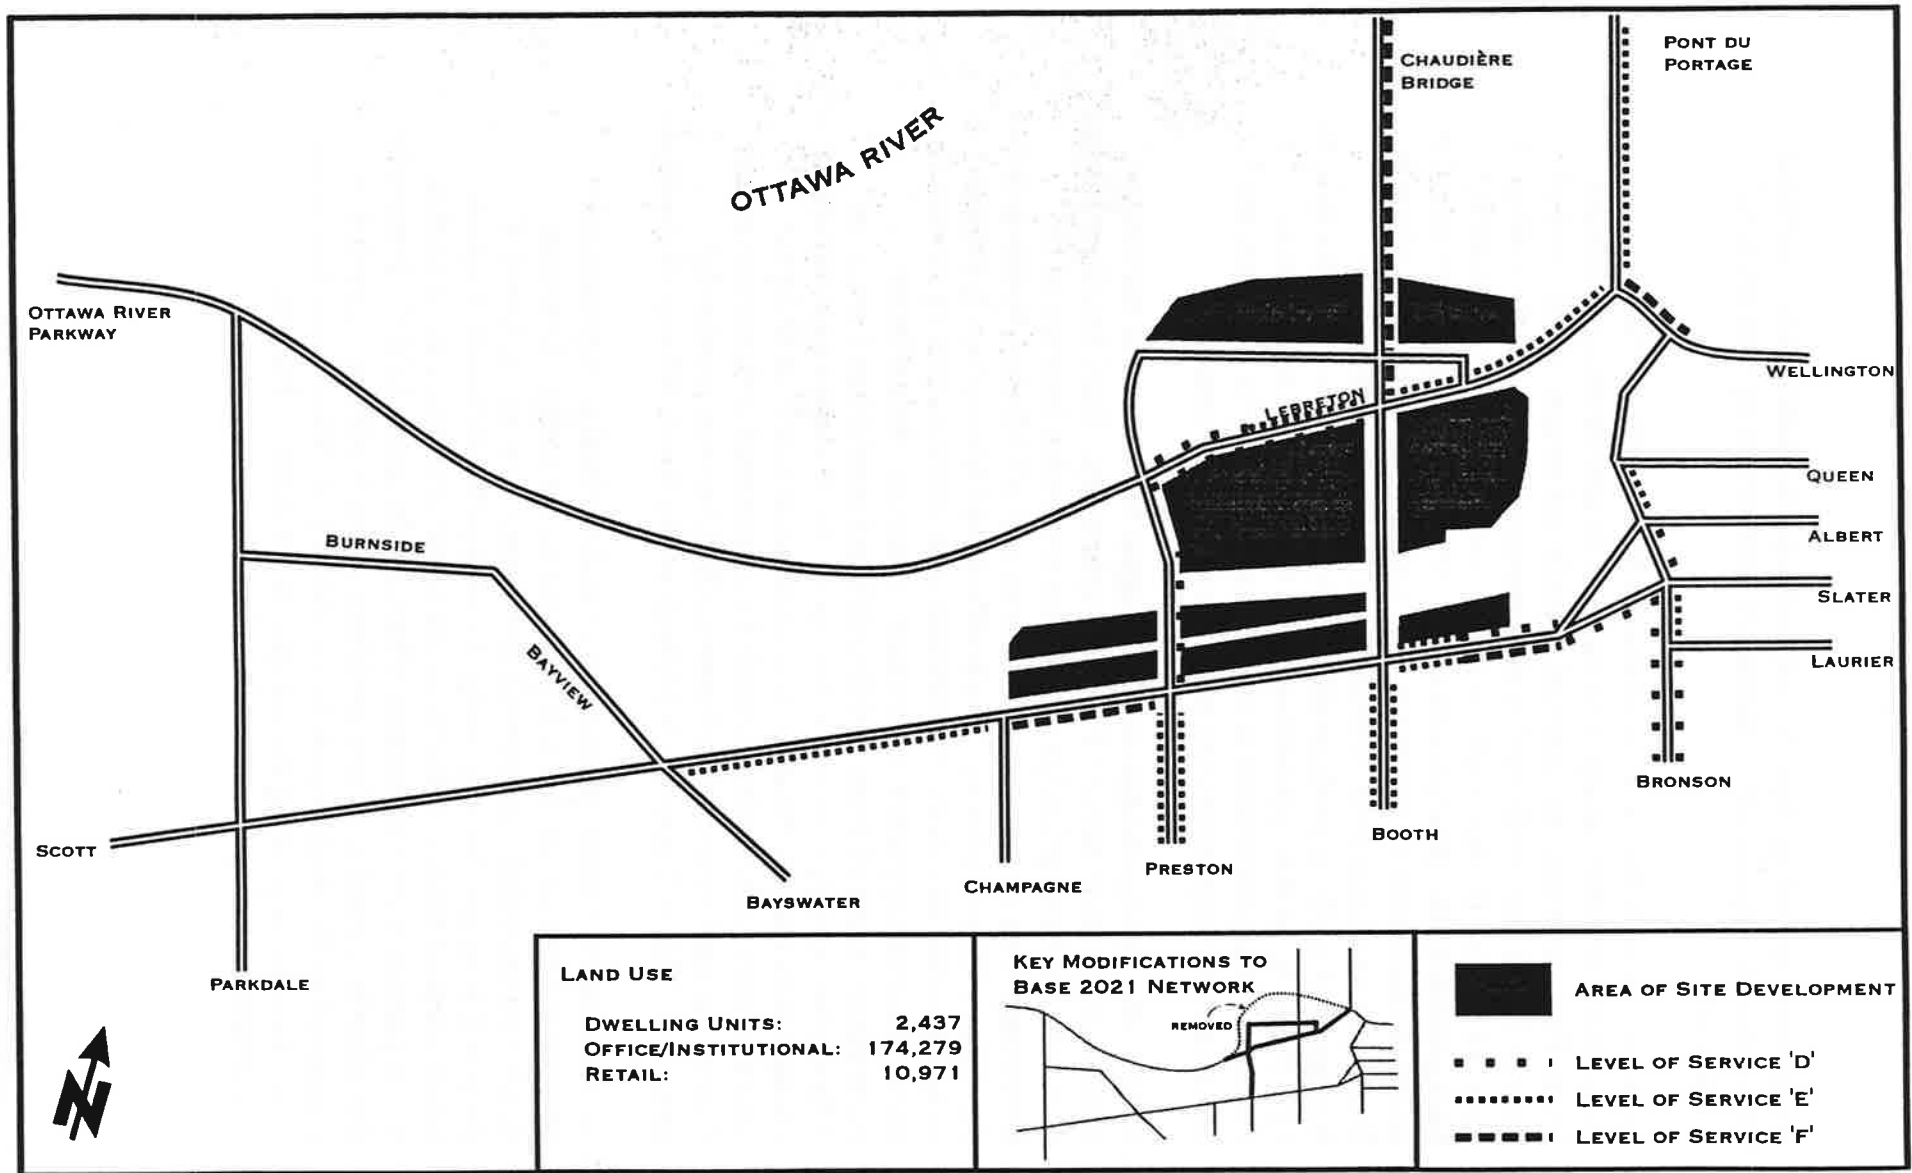 PONT DU
PORTAGE
CHAUDIÈRE
BRIDGE
OTTAWA RIVER
OTTAWA RIVER
PARKWAY
WELLINGTON
LEBRETON
QUEEN
ALBERT
BURNSIDE
SLATER
LAURIER
BAYVIEW
BRONSON
BOOTH
SCOTT
PRESTON
CHAMPAGNE
BAYSWATER
PARKDALE
LAND USE
DWELLING UNITS: 2,437
OFFICE/INSTITUTIONAL: 174,279
RETAIL: 10,971
KEY MODIFICATIONS TO
BASE 2021 NETWORK
REMOVED
AREA OF SITE DEVELOPMENT
LEVEL OF SERVICE 'D'
LEVEL OF SERVICE 'E'
LEVEL OF SERVICE 'F'
N